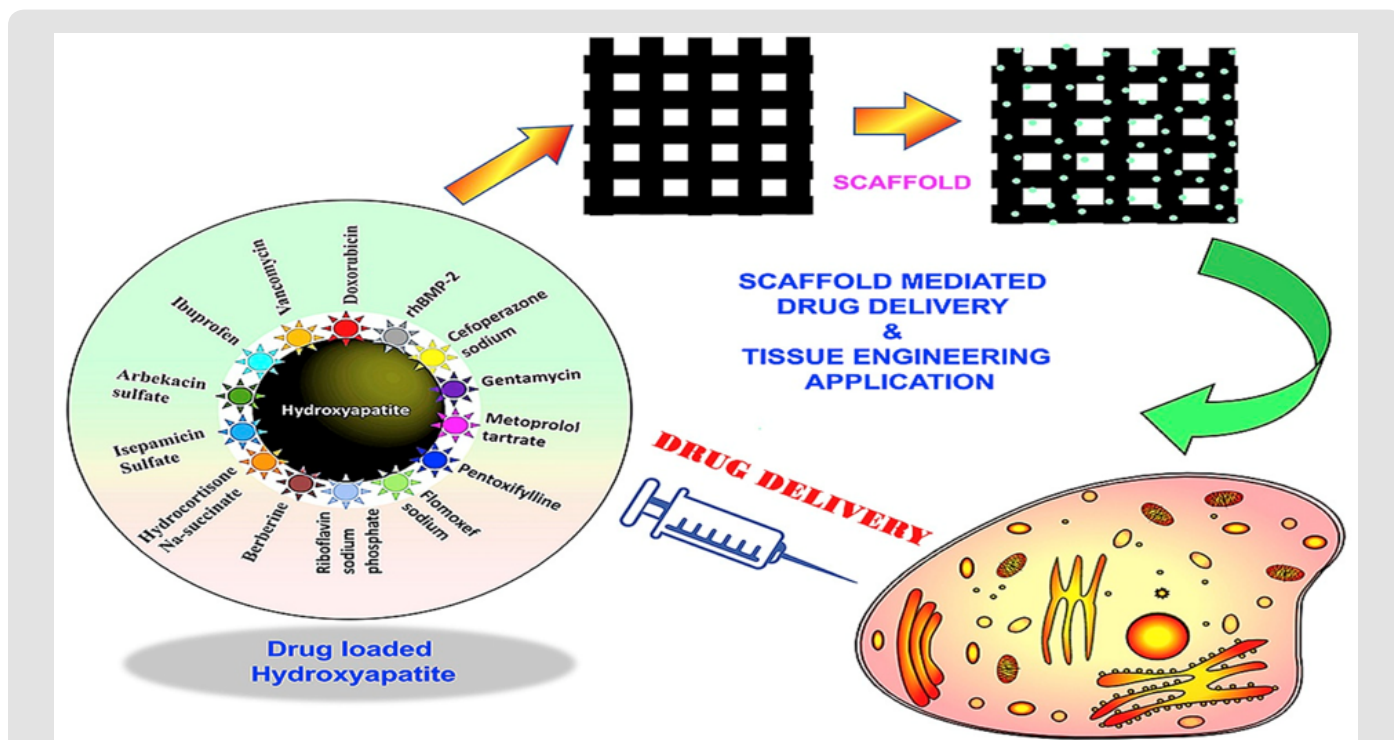 SCAFFOLD
SCAFFOLD MEDIATED
DRUG DELIVERY
&
TISSUE ENGINEERING
APPLICATION
Doxorubicin
rhBMP-2
Cefoperazone
sodium
Gentamycin
Metoprolol
tartrate
Pentoxifylline
Flomoxef
sodium
Riboflavin
sodium
phosphate
Berberine
Hydrocortisone
Na-succinate
Isepamicin
Sulfate
Arbekacin
sulfate
Ibuprofen
Vancomycin
Hydroxyapatite
DRUG DELIVERY
Drug loaded
Hydroxyapatite